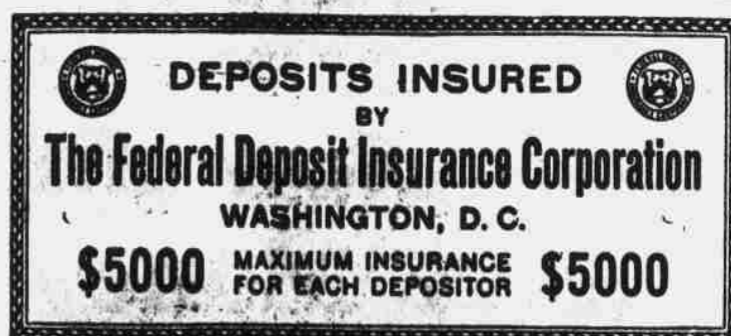 DEPOSITS INSURED
BY
The Federal Deposit Insurance Corporation
WASHINGTON, D. C.
$5000 MAXIMUM INSURANCE FOR EACH DEPOSITOR $5000